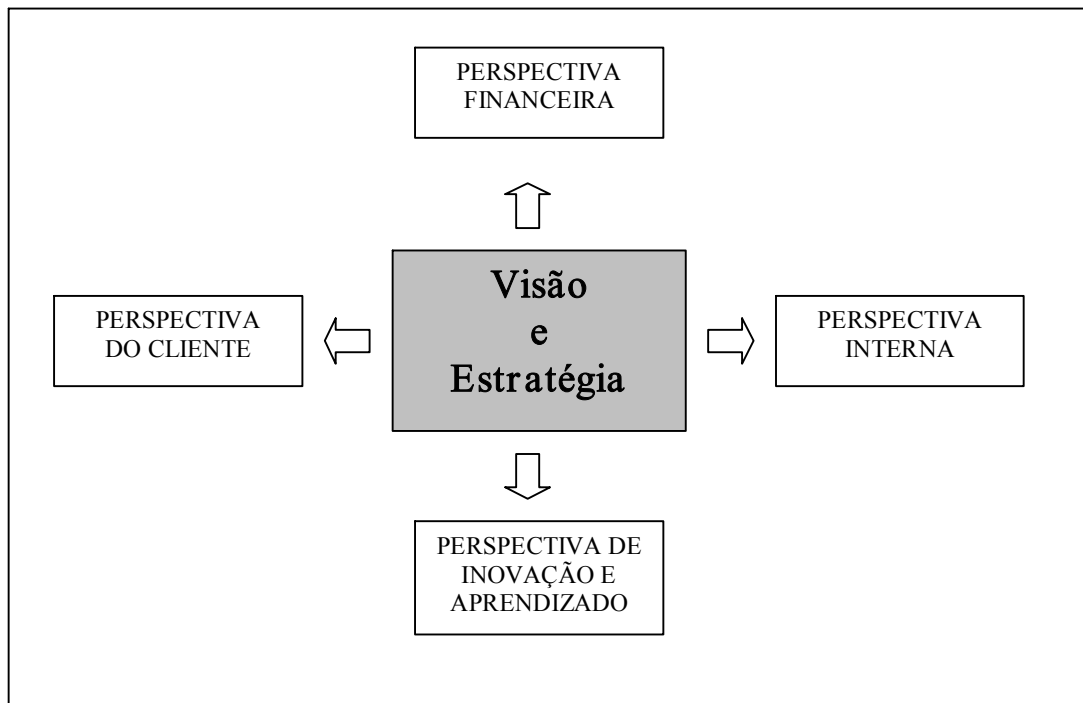 PERSPECTIVA
FINANCEIRA
PERSPECTIVA
DO CLIENTE
Visão
e
Estratégia
PERSPECTIVA
INTERNA
PERSPECTIVA DE
INOVAÇÃO E
APRENDIZADO